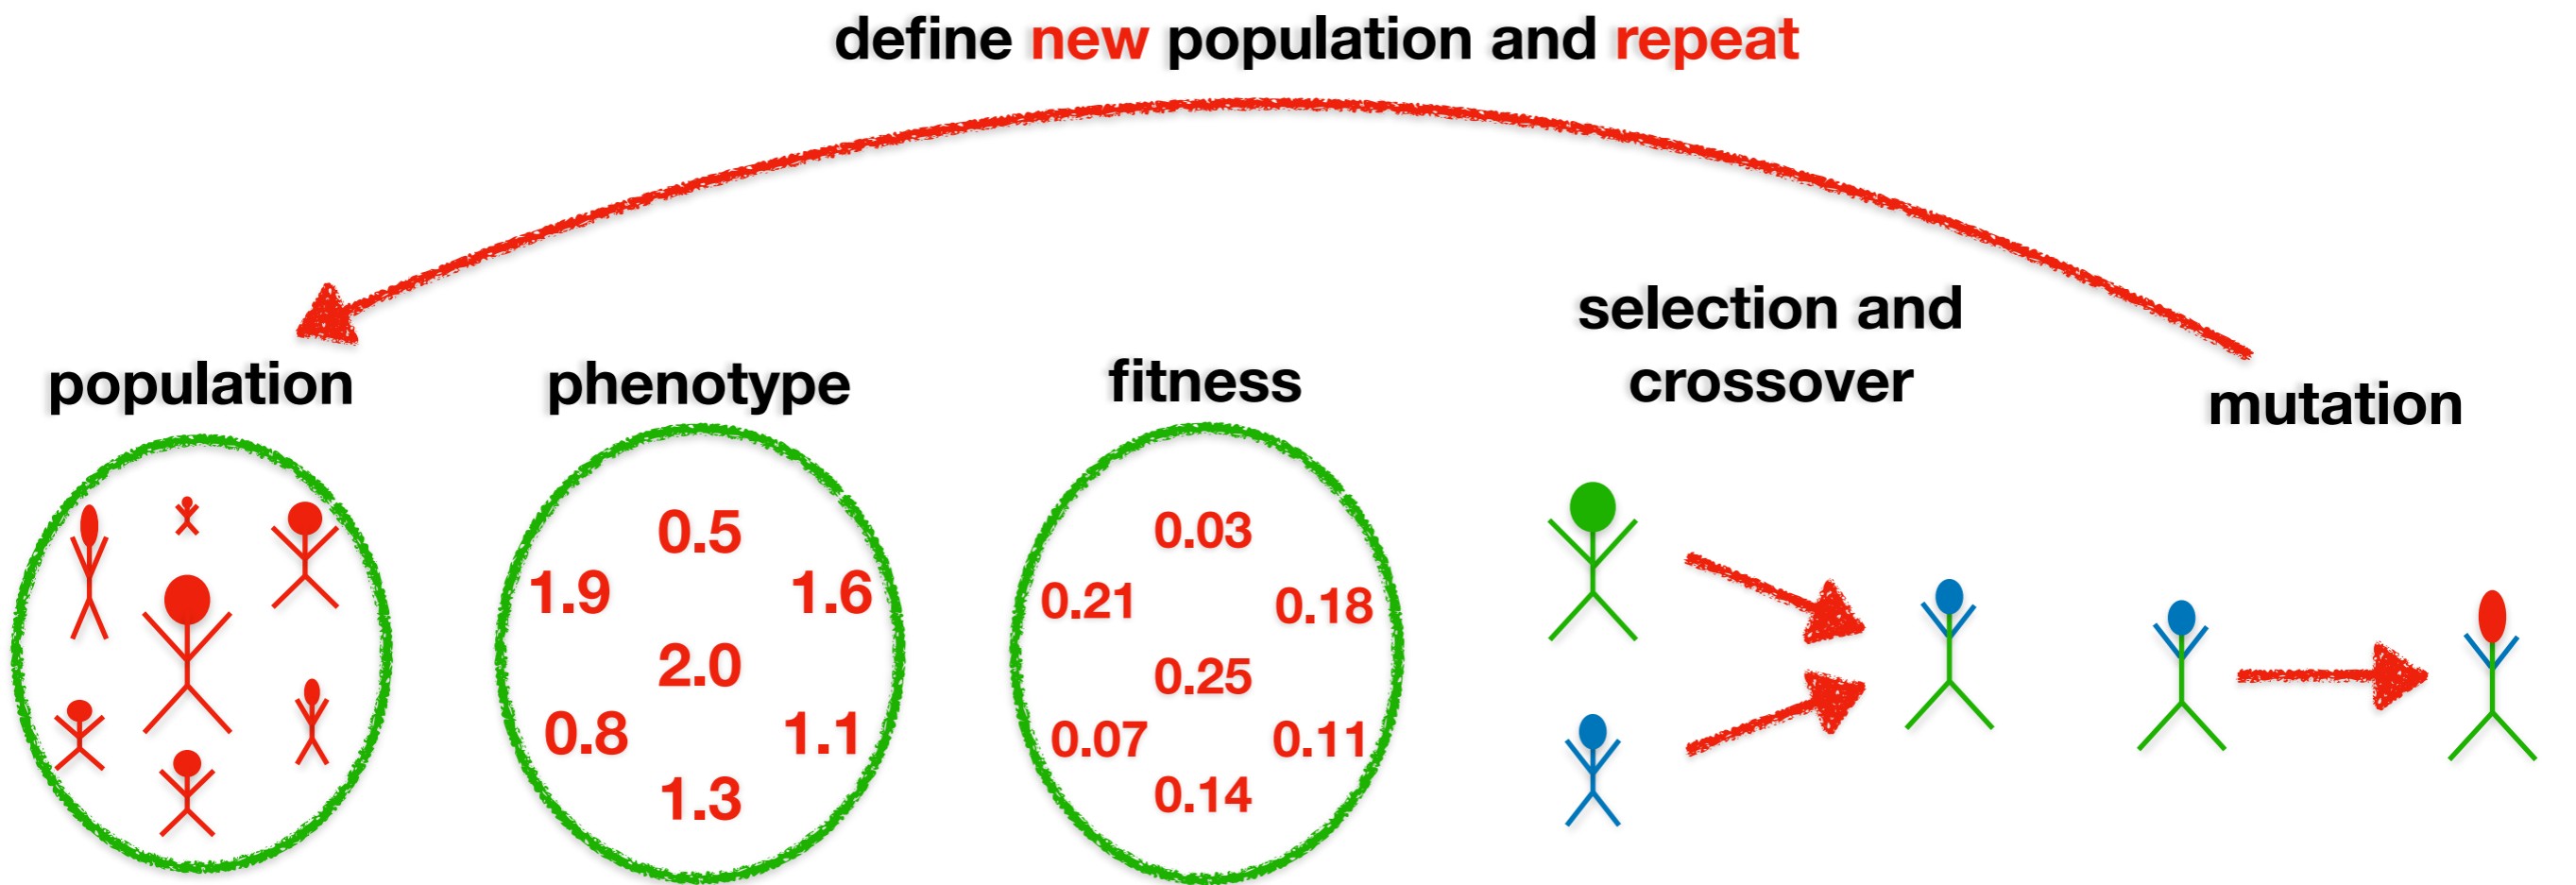 define new population and repeat
population
phenotype
fitness
selection and
crossover
mutation
0.5
1.9
1.6
2.0
0.8
1.1
1.3
0.03
0.21
0.18
0.25
0.07
0.11
0.14